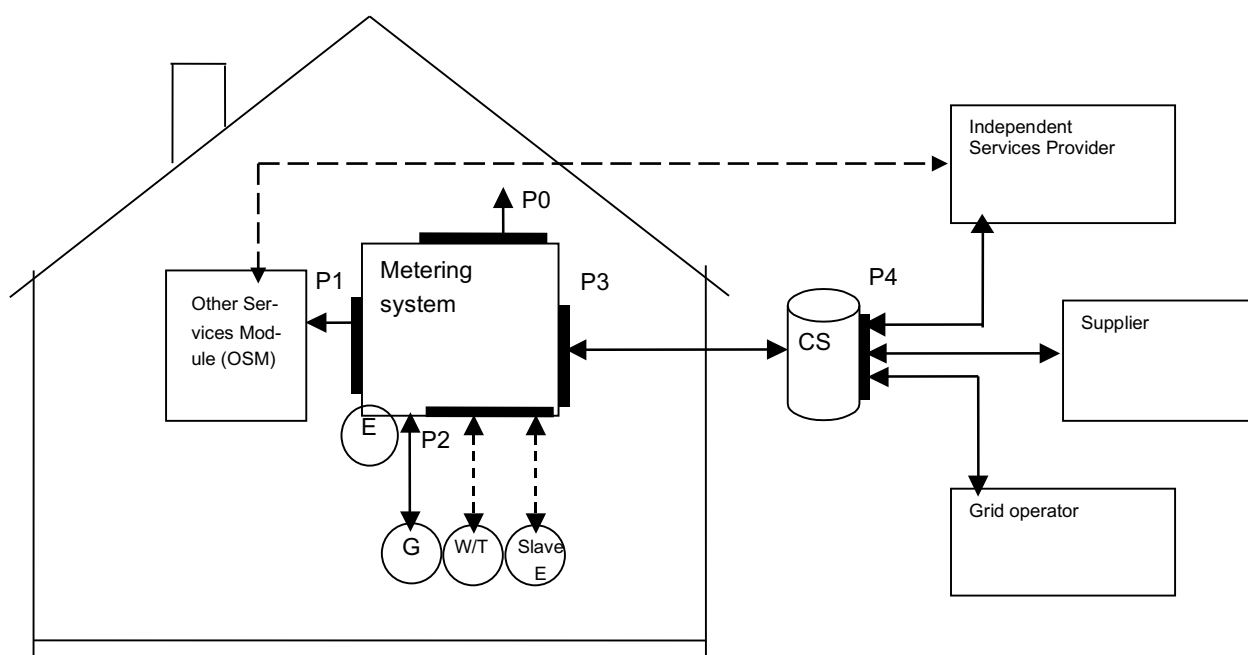 Independent
Services Provider
P0
P1
Metering
system
P3
P4
Other Ser-
vices Mod-
ule (OSM)
CS
Supplier
E
P2
G
W/T
Slave
E
Grid operator